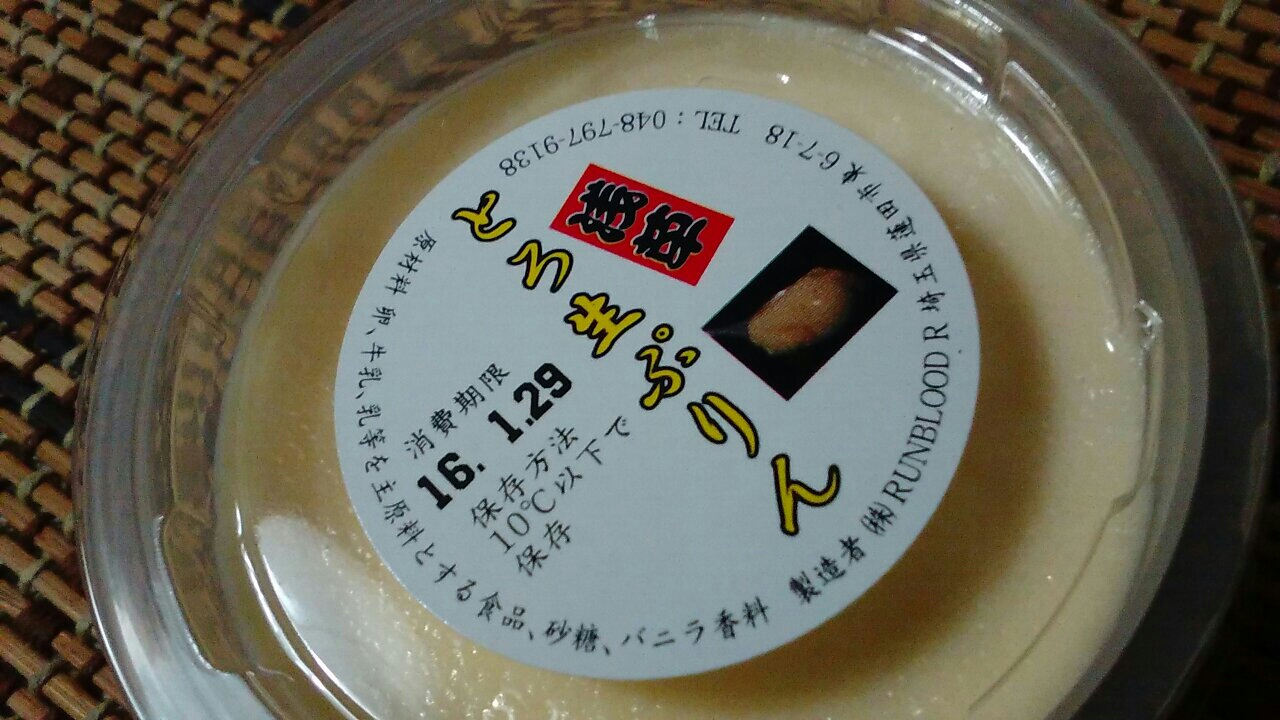 浅草
とろ生ぷりん
消費期限
16. 1.29
保存方法
10℃以下で
保存
原材料 卵、牛乳、乳等を主原料とする食品、砂糖、バニラ香料
製造者 ㈱RUNBLOOD R 埼玉県蓮田市東6-7-18 TEL：048-797-9138